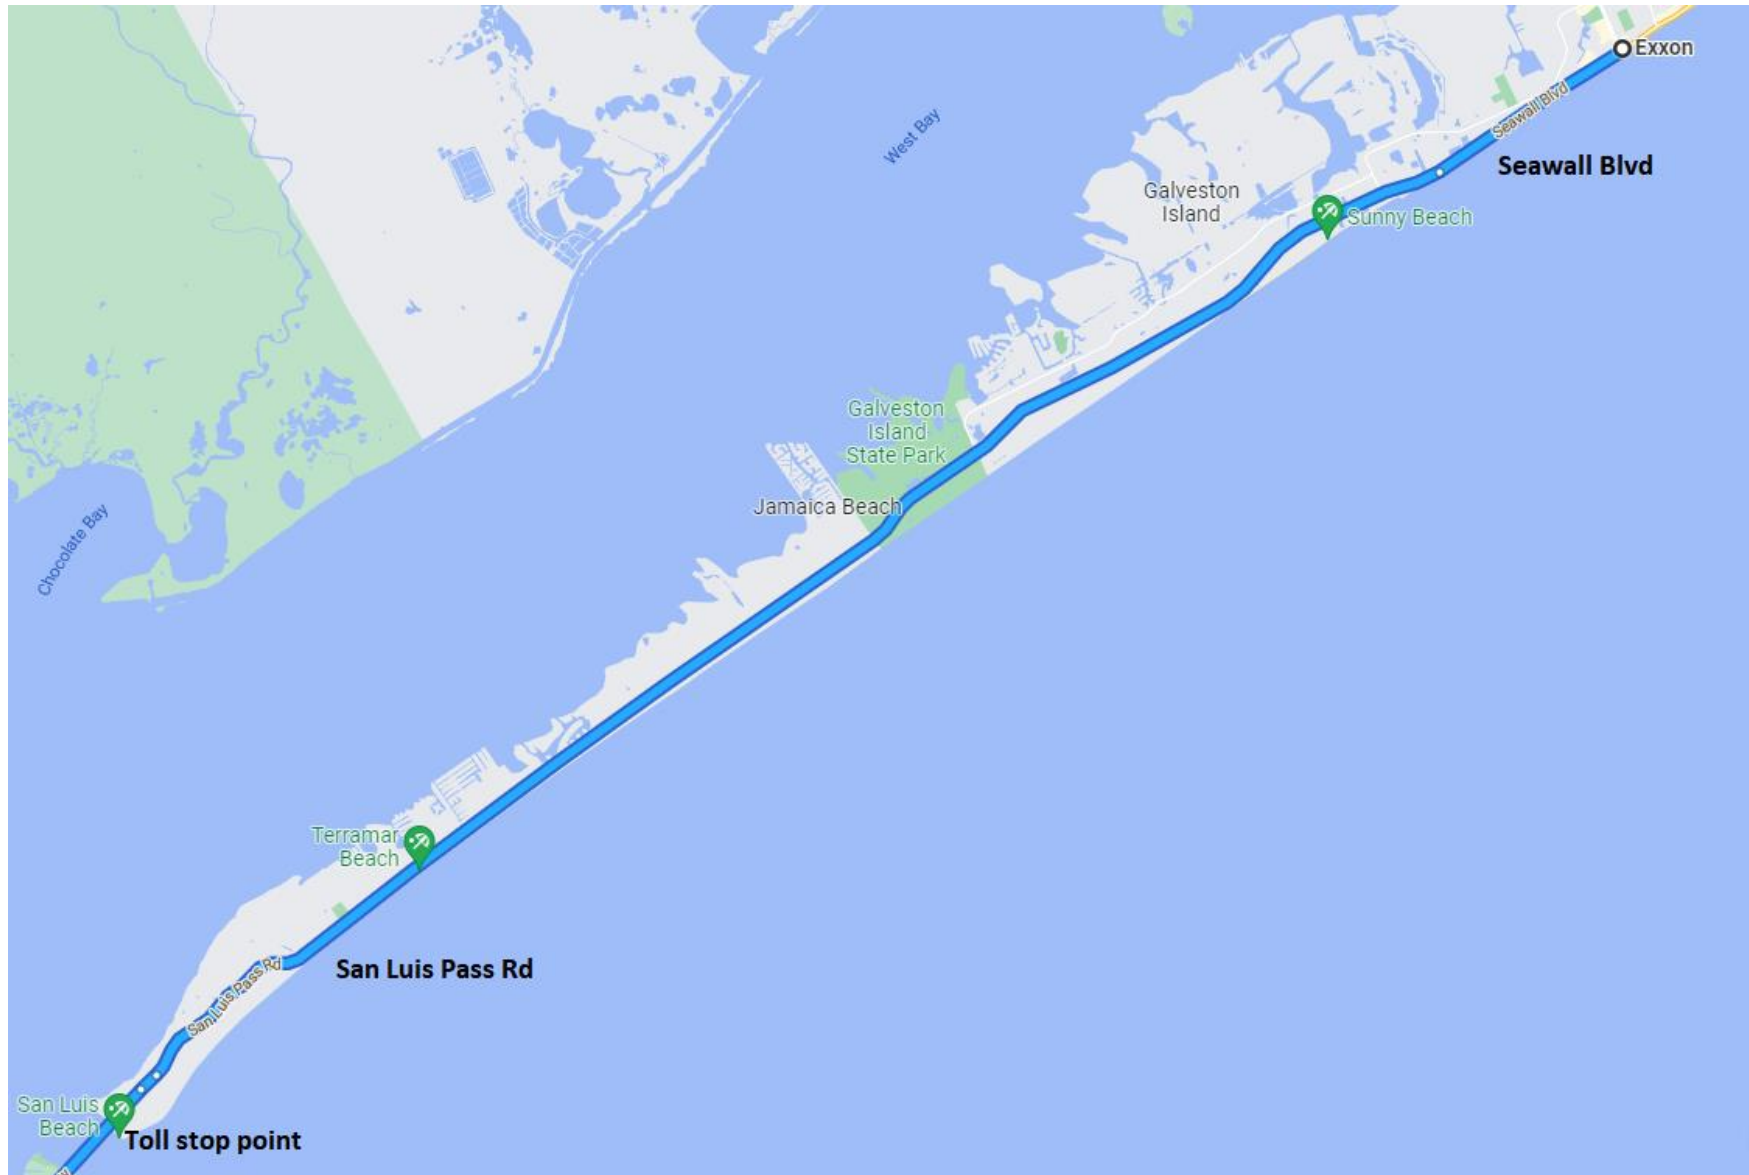 Exxon
Seawall Blvd
Seawall Blvd
West Bay
Galveston
Island
Sunny Beach
Galveston
Island
State Park
Jamaica Beach
Chocolate Bay
Terramar
Beach
San Luis Pass Rd
San Luis Pass Rd
San Luis
Beach
Toll stop point